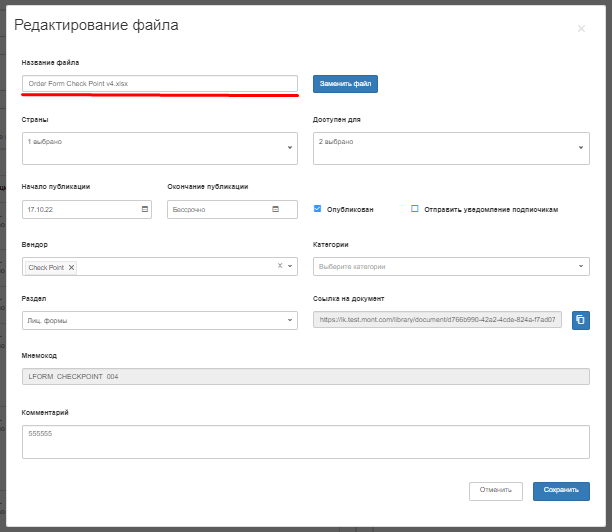 Редактирование файла
×
Название файла
Order Form Check Point v4.xlsx
Заменить файл
Страны
Доступен для
1 выбрано
2 выбрано
Начало публикации
Окончание публикации
17.10.22
Бессрочно
Опубликован
Отправить уведомление подписчикам
Вендор
Категории
Check Point ×
×
Выберите категории
Раздел
Ссылка на документ
Лиц. формы
https://lk.test.mont.com/library/document/d766b990-42a2-4cde-824a-f7ad07
Мнемокод
LFORM_CHECKPOINT_004
Комментарий
555555
Отменить
Сохранить